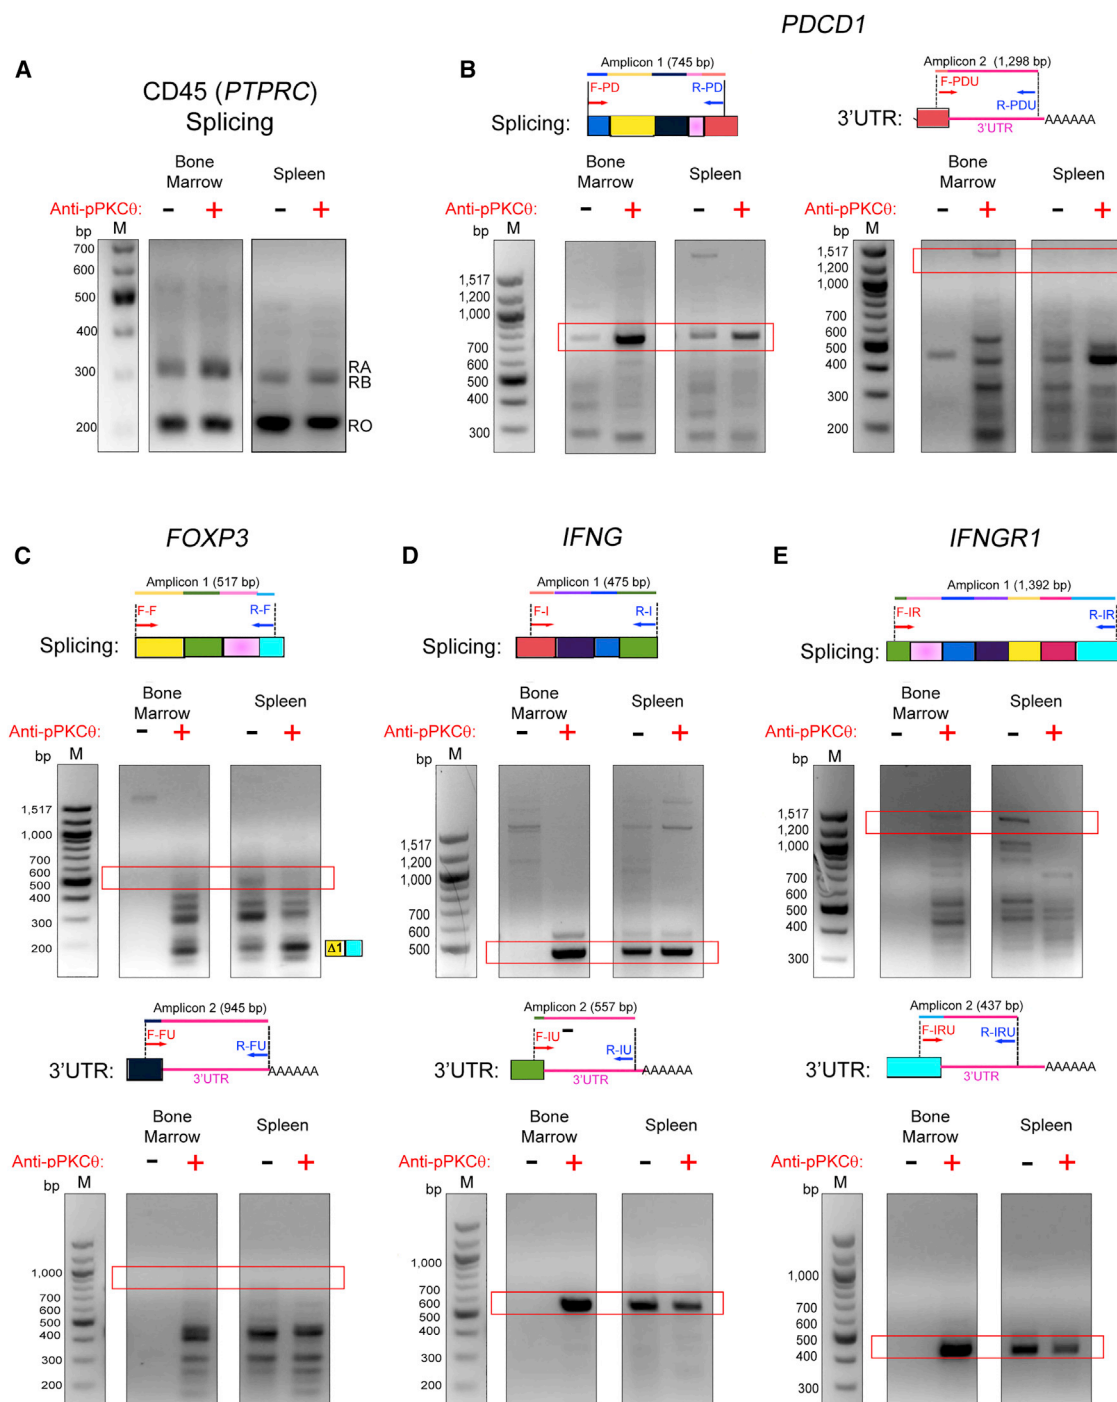 PDCD1
A
CD45 (PTPRC)
Splicing
Bone
Marrow
Spleen
Anti-pPKCθ:
-
+
-
+
bp
M
700
600
500
400
300
200
RA
RB
RO
B
Amplicon 1 (745 bp)
F-PD
R-PD
Splicing:
Bone
Marrow
Spleen
Anti-pPKCθ:
-
+
-
+
bp
M
1,517
1,200
1,000
700
600
500
400
300
Amplicon 2 (1,298 bp)
F-PDU
R-PDU
3'UTR:
3'UTR
AAAAAA
Bone
Marrow
Spleen
Anti-pPKCθ:
-
+
-
+
bp
M
1,517
1,200
1,000
700
600
500
400
300
200
C
FOXP3
Amplicon 1 (517 bp)
F-F
R-F
Splicing:
Bone
Marrow
Spleen
Anti-pPKCθ:
-
+
-
+
bp
M
1,517
1,000
700
600
500
400
300
200
Δ1
Amplicon 2 (945 bp)
F-FU
R-FU
3'UTR:
3'UTR
AAAAAA
Bone
Marrow
Spleen
Anti-pPKCθ:
-
+
-
+
bp
M
1,000
700
600
500
400
300
200
D
IFNG
Amplicon 1 (475 bp)
F-I
R-I
Splicing:
Bone
Marrow
Spleen
Anti-pPKCθ:
-
+
-
+
bp
M
1,517
1,200
1,000
700
600
500
Amplicon 2 (557 bp)
F-IU
-
R-IU
3'UTR:
3'UTR
AAAAAA
Bone
Marrow
Spleen
Anti-pPKCθ:
-
+
-
+
bp
M
1,000
700
600
500
400
300
200
E
IFNGR1
Amplicon 1 (1,392 bp)
F-IR
R-IR
Splicing:
Bone
Marrow
Spleen
Anti-pPKCθ:
-
+
-
+
bp
M
1,517
1,200
1,000
700
600
500
400
300
Amplicon 2 (437 bp)
F-IRU
R-IRU
3'UTR:
3'UTR
AAAAAA
Bone
Marrow
Spleen
Anti-pPKCθ:
-
+
-
+
bp
M
1,000
700
600
500
400
300